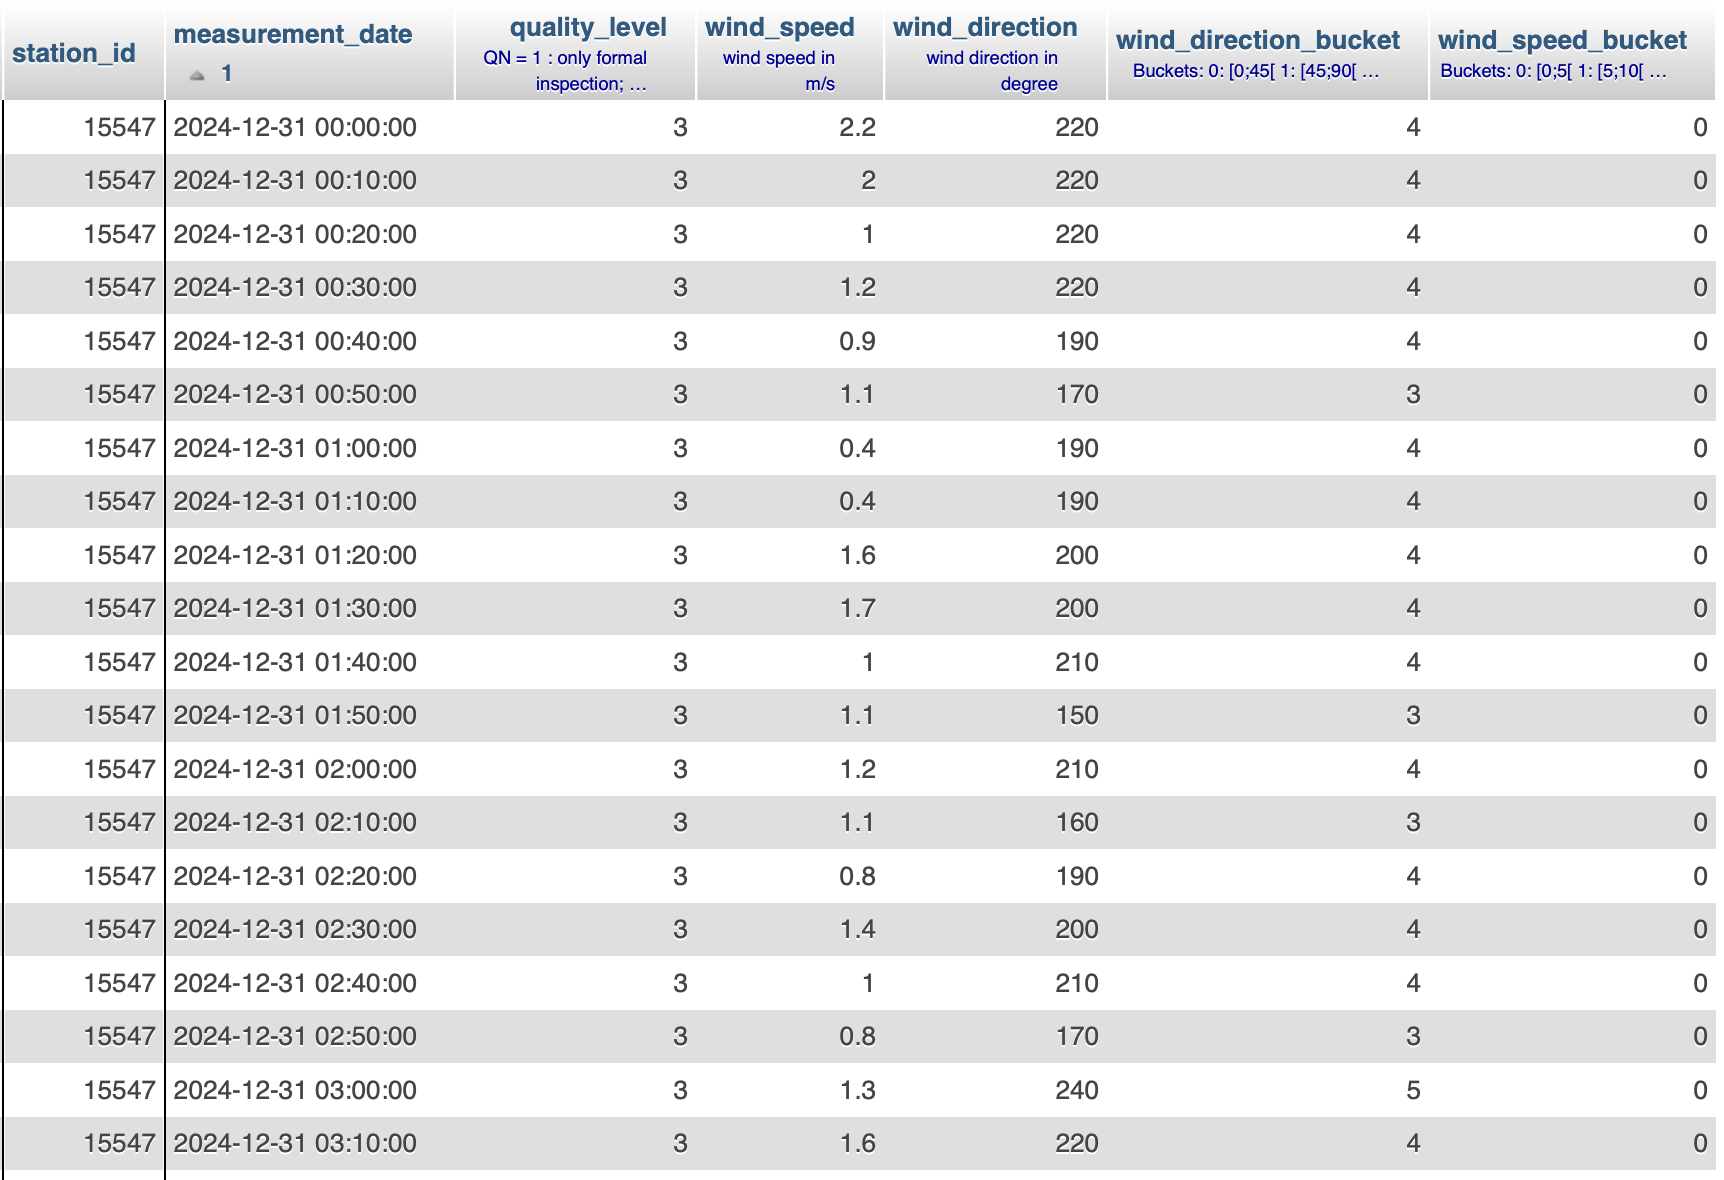 station_id measurement_date quality_level wind_speed wind_direction wind_direction_bucket wind_speed_bucket
1 QN = 1 : only formal wind speed in wind direction in Buckets: 0: [0;45[ 1: [45;90[ ... Buckets: 0: [0;5[ 1: [5;10[ ...
inspection; ... m/s degree
15547 2024-12-31 00:00:00 3 2.2 220 4 0
15547 2024-12-31 00:10:00 3 2 220 4 0
15547 2024-12-31 00:20:00 3 1 220 4 0
15547 2024-12-31 00:30:00 3 1.2 220 4 0
15547 2024-12-31 00:40:00 3 0.9 190 4 0
15547 2024-12-31 00:50:00 3 1.1 170 3 0
15547 2024-12-31 01:00:00 3 0.4 190 4 0
15547 2024-12-31 01:10:00 3 0.4 190 4 0
15547 2024-12-31 01:20:00 3 1.6 200 4 0
15547 2024-12-31 01:30:00 3 1.7 200 4 0
15547 2024-12-31 01:40:00 3 1 210 4 0
15547 2024-12-31 01:50:00 3 1.1 150 3 0
15547 2024-12-31 02:00:00 3 1.2 210 4 0
15547 2024-12-31 02:10:00 3 1.1 160 3 0
15547 2024-12-31 02:20:00 3 0.8 190 4 0
15547 2024-12-31 02:30:00 3 1.4 200 4 0
15547 2024-12-31 02:40:00 3 1 210 4 0
15547 2024-12-31 02:50:00 3 0.8 170 3 0
15547 2024-12-31 03:00:00 3 1.3 240 5 0
15547 2024-12-31 03:10:00 3 1.6 220 4 0